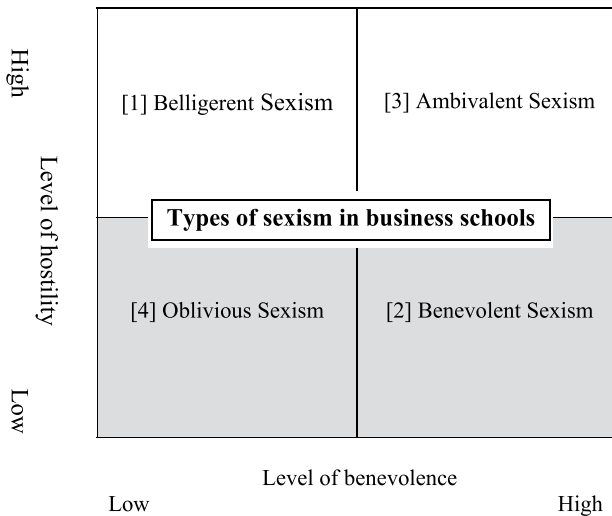 High
Level of hostility
Low
[1] Belligerent Sexism
[3] Ambivalent Sexism
Types of sexism in business schools
[4] Oblivious Sexism
[2] Benevolent Sexism
Level of benevolence
Low
High